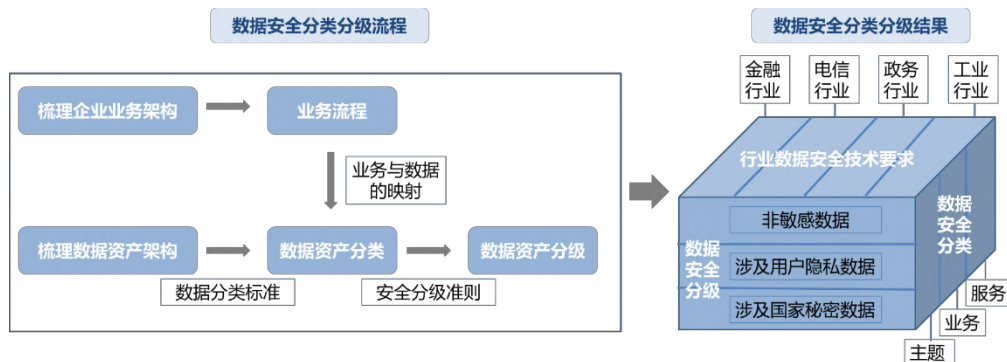 数据安全分类分级流程
梳理企业业务架构
业务流程
业务与数据
的映射
梳理数据资产架构
数据资产分类
数据资产分级
数据分类标准
安全分级准则
数据安全分类分级结果
金融
行业
电信
行业
政务
行业
工业
行业
行业数据安全技术要求
数据
安全
分级
非敏感数据
涉及用户隐私数据
涉及国家秘密数据
数据
安全
分类
服务
业务
主题